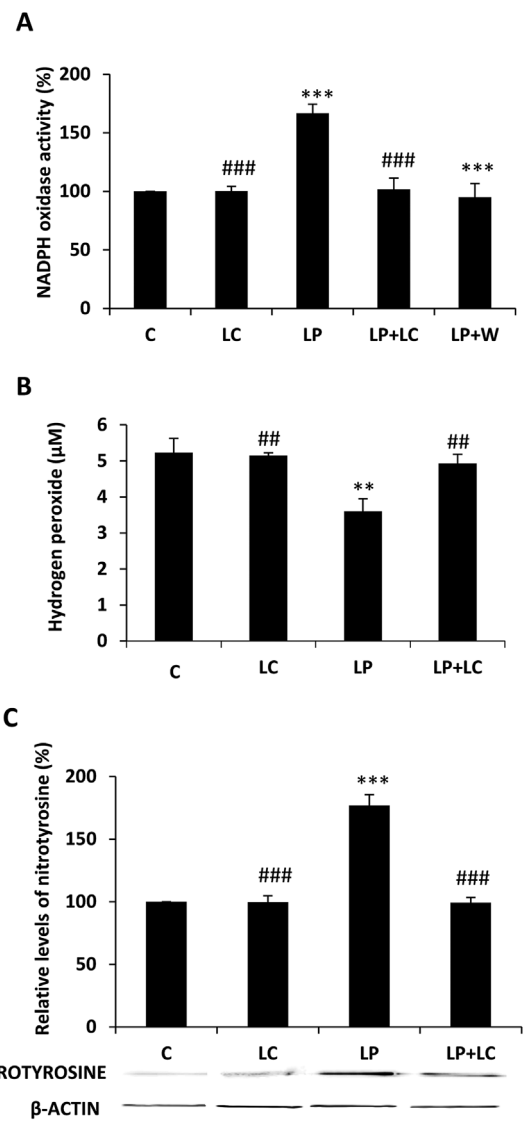 A
NADPH oxidase activity (%)
200
150
100
50
0
***
###
###
***
C LC LP LP+LC LP+W
B
Hydrogen peroxide (µM)
6
5
4
3
2
1
0
##
##
**
C LC LP LP+LC
C
Relative levels of nitrotyrosine (%)
200
150
100
50
0
***
###
###
C LC LP LP+LC
ROTYROSINE
β-ACTIN